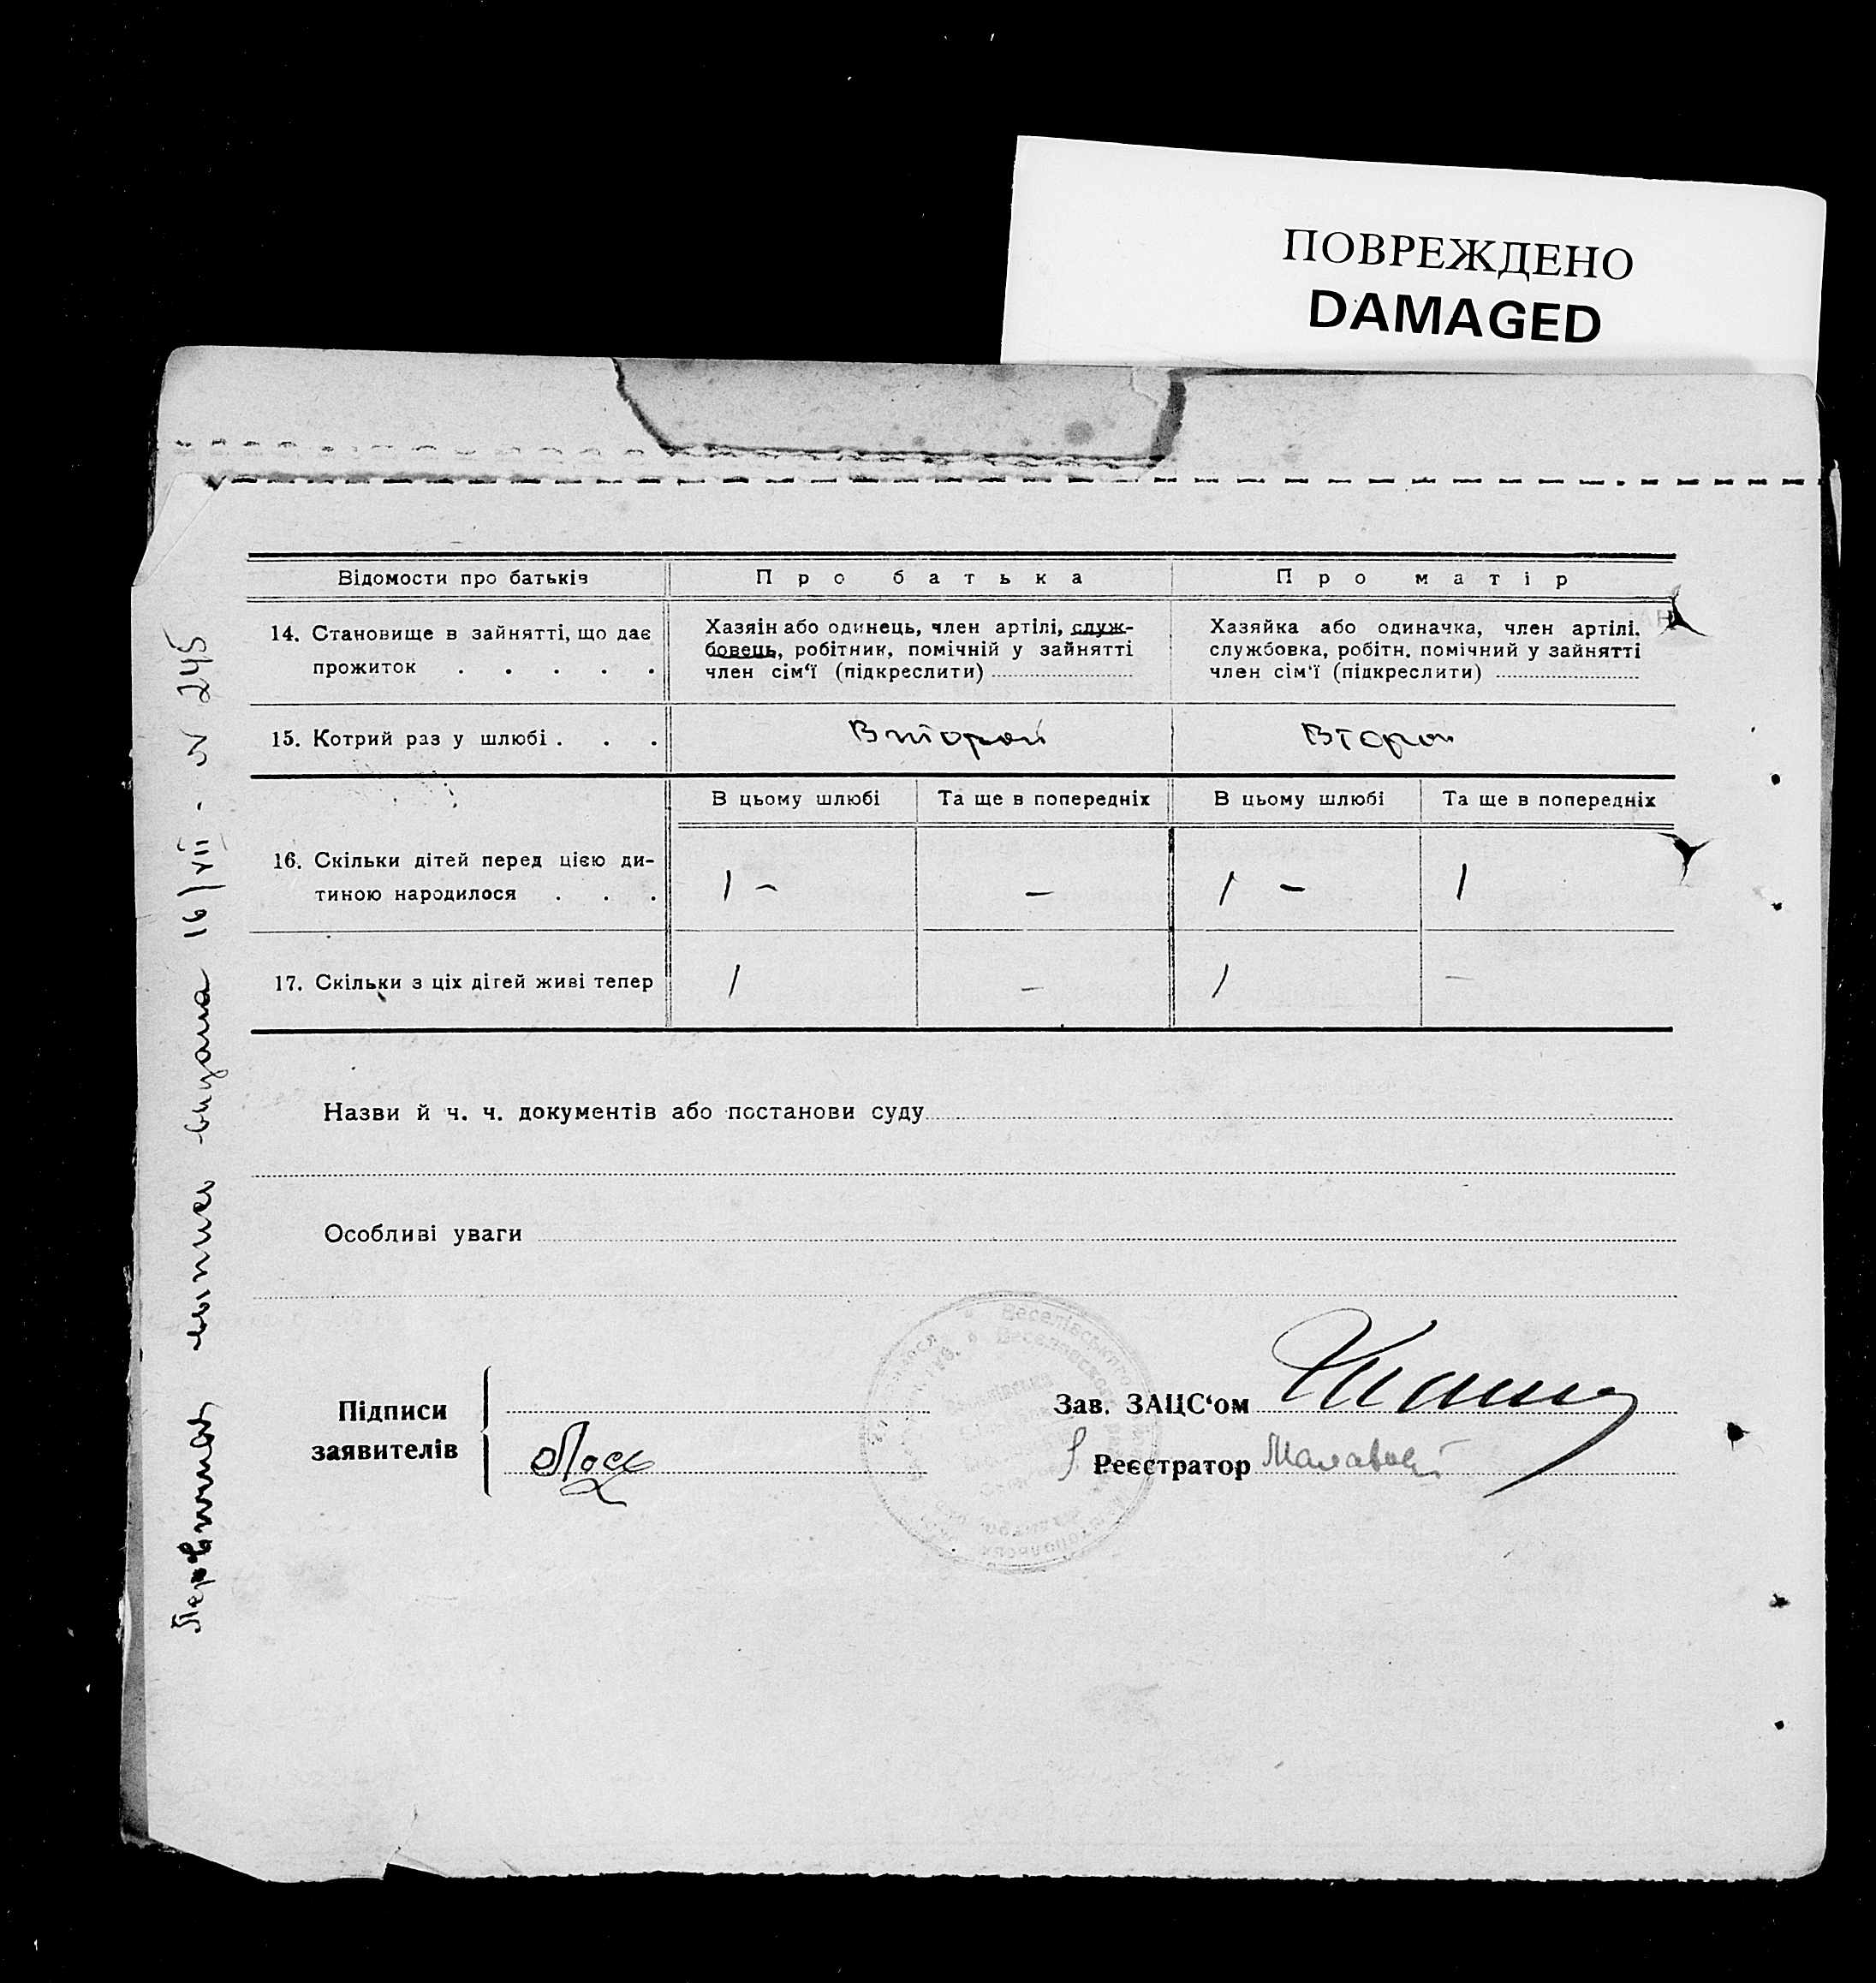 ПОВРЕЖДЕНО
DAMAGED
Відомости про батьків
Про батька
Про матір
14. Становище в зайнятті, що дає
прожиток . . . . .
Хазяін або одинець, член артілі, служ-
бовець, робітник, помічній у зайнятті
член сім‘ї (підкреслити)
Хазяйка або одиначка, член артілі.
службовка, робітн. помічний у зайнятті
член сім‘ї (підкреслити)
15. Котрий раз у шлюбі . . .
Второй
Второй
В цьому шлюбі
Та ще в попередніх
В цьому шлюбі
Та ще в попередніх
16. Скільки дітей перед цією ди-
тиною народилося . . .
1 -
-
1 -
1
17. Скільки з ціх дітей живі тепер
1
-
1
-
Назви й ч. ч. документів або постанови суду
Особливі уваги
Підписи
заявителів
Зав. ЗАЦС‘ом
Реєстратор
выпись выдана 16/VII - N 245